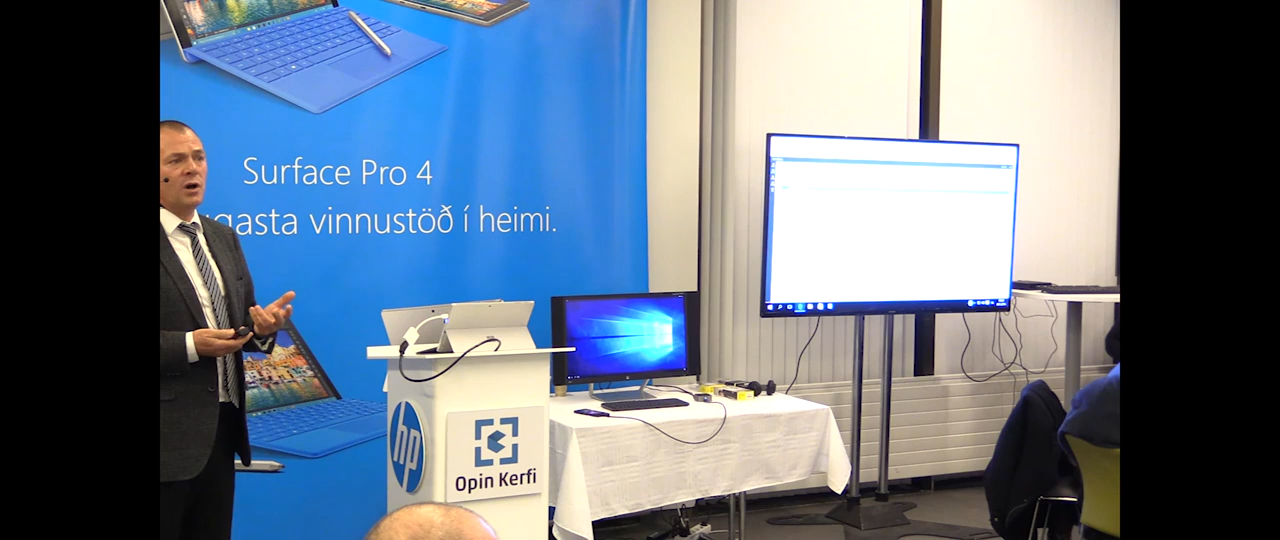 Surface Pro 4
vinnustöð í heimi.
hp
Opin Kerfi